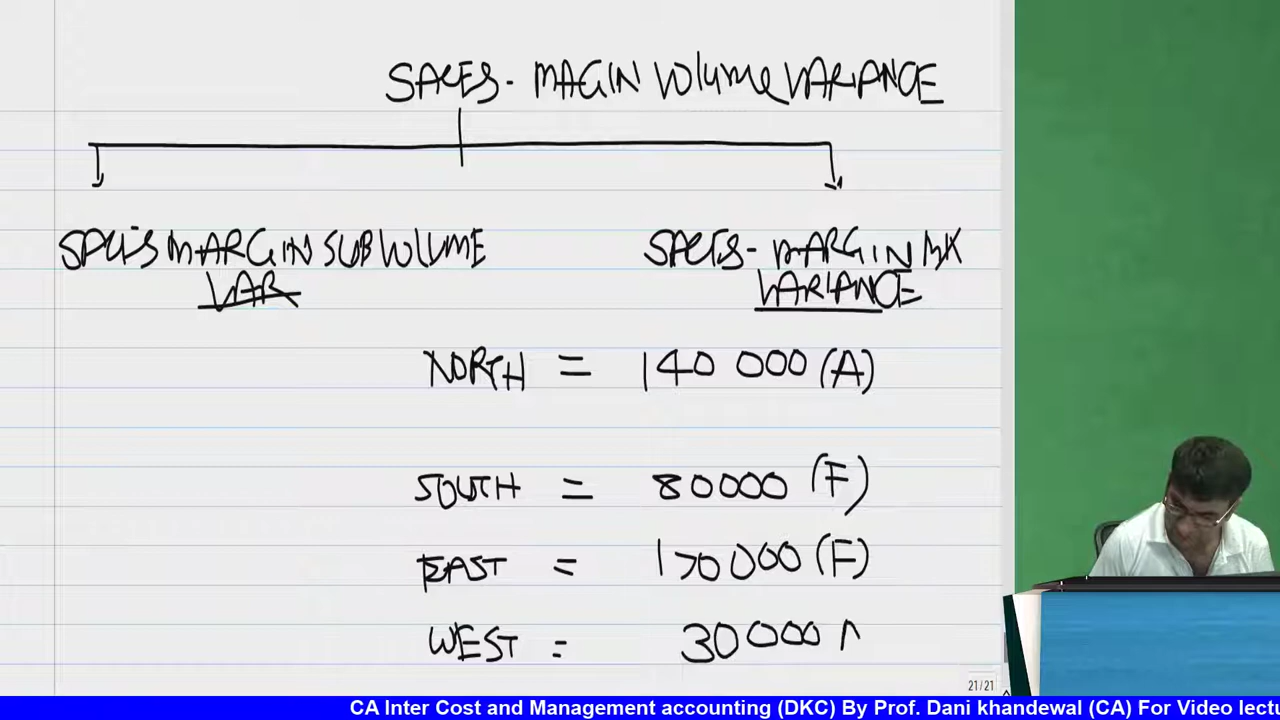 SALES - MAGIN VOLUME VARIANCE
SALES MARGIN SUB VOLUME
VAR
SALES - MARGIN MIX
VARIANCE
NORTH = 140 000 (A)
SOUTH = 80000 (F)
EAST = 170000 (F)
WEST = 30000
21/21
CA Inter Cost and Management accounting (DKC) By Prof. Dani khandewal (CA) For Video lectu